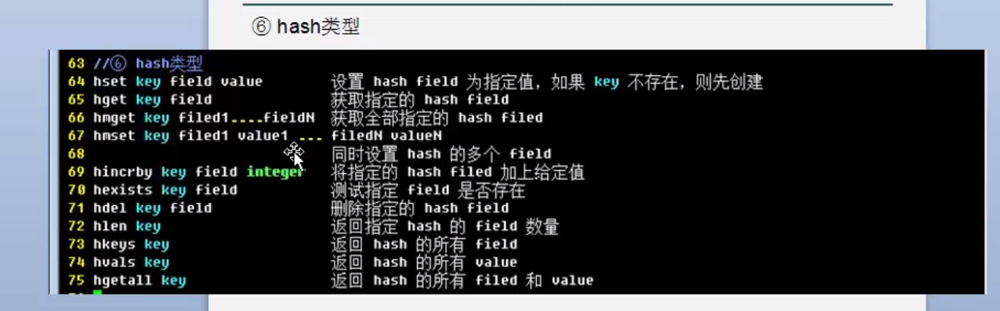 ⑥ hash类型
63 //⑥ hash类型
64 hset key field value 设置 hash field 为指定值，如果 key 不存在，则先创建
65 hget key field 获取指定的 hash field
66 hmget key filed1....fieldN 获取全部指定的 hash filed
67 hmset key filed1 value1 ... filedN valueN
68 同时设置 hash 的多个 field
69 hincrby key field integer 将指定的 hash filed 加上给定值
70 hexists key field 测试指定 field 是否存在
71 hdel key field 删除指定的 hash field
72 hlen key 返回指定 hash 的 field 数量
73 hkeys key 返回 hash 的所有 field
74 hvals key 返回 hash 的所有 value
75 hgetall key 返回 hash 的所有 filed 和 value